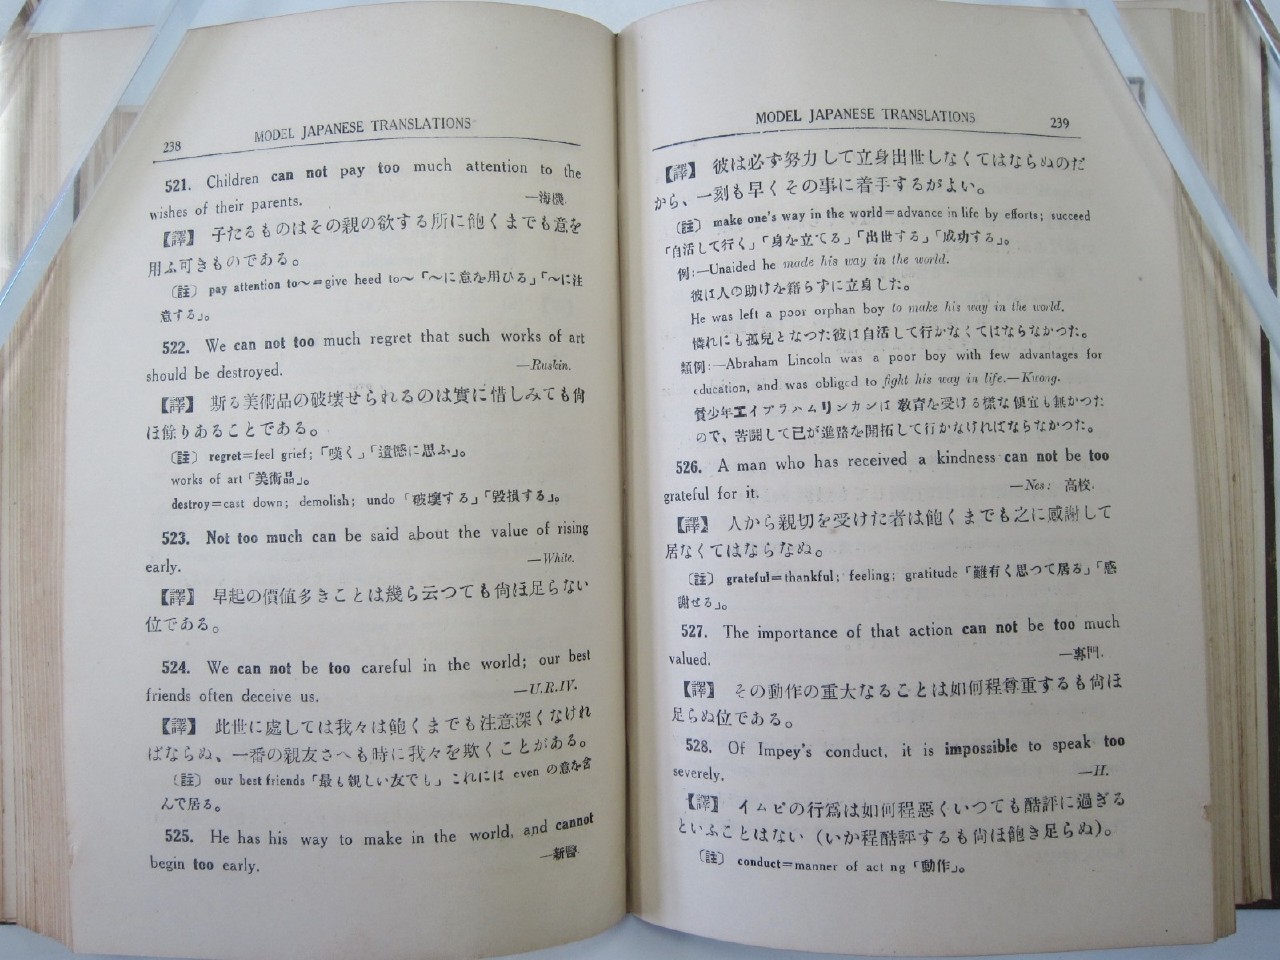 238
MODEL JAPANESE TRANSLATIONS
521. Children can not pay too much attention to the
wishes of their parents. —海機.
【譯】 子たるものはその親の欲する所に飽くまでも意を
用ふ可きものである。
〔註〕 pay attention to～=give heed to～「～に意を用ひる」「～に注
意する」。
522. We can not too much regret that such works of art
should be destroyed. —Ruskin.
【譯】 斯る美術品の破壞せられるのは實に惜しみても尙
ほ餘りあることである。
〔註〕 regret=feel grief;「嘆く」「遺憾に思ふ」。
works of art「美術品」。
destroy=cast down; demolish; undo 「破壞する」「毀損する」。
523. Not too much can be said about the value of rising
early. —White.
【譯】 早起の價値多きことは幾ら云つても尙ほ足らない
位である。
524. We can not be too careful in the world; our best
friends often deceive us. —U.R.IV.
【譯】 此世に處しては我々は飽くまでも注意深くなけれ
ばならぬ、一番の親友さへも時に我々を欺くことがある。
〔註〕 our best friends「最も親しい友でも」これには even の意を含
んで居る。
525. He has his way to make in the world, and cannot
begin too early. —新醫.
MODEL JAPANESE TRANSLATIONS
239
【譯】 彼は必ず努力して立身出世しなくてはならぬのだ
から、一刻も早くその事に着手するがよい。
〔註〕 make one's way in the world=advance in life by efforts; succeed
「自活して行く」「身を立てる」「出世する」「成功する」。
例:—Unaided he made his way in the world.
彼は人の助けを藉らずに立身した。
He was left a poor orphan boy to make his way in the world.
憐れにも孤兒となつた彼は自活して行かなくてはならなかつた。
類例:—Abraham Lincoln was a poor boy with few advantages for
education, and was obliged to fight his way in life.—Kwong.
貧少年エイブラハムリンカンは 敎育を受ける樣な便宜も無かつた
ので、苦鬪して己が進路を開拓して行かなければならなかつた。
526. A man who has received a kindness can not be too
grateful for it. —Nes: 高校.
【譯】 人から親切を受けた者は飽くまでも之に感謝して
居なくてはならなぬ。
〔註〕 grateful=thankful; feeling; gratitude「難有く思つて居る」「感
謝せる」。
527. The importance of that action can not be too much
valued. —專門.
【譯】 その動作の重大なることは如何程尊重するも尙ほ
足らぬ位である。
528. Of Impey's conduct, it is impossible to speak too
severely. —H.
【譯】 イムピの行爲は如何程惡くいつても酷評に過ぎる
といふことはない (いか程酷評するも尙ほ飽き足らぬ)。
〔註〕 conduct=manner of act ng「動作」。